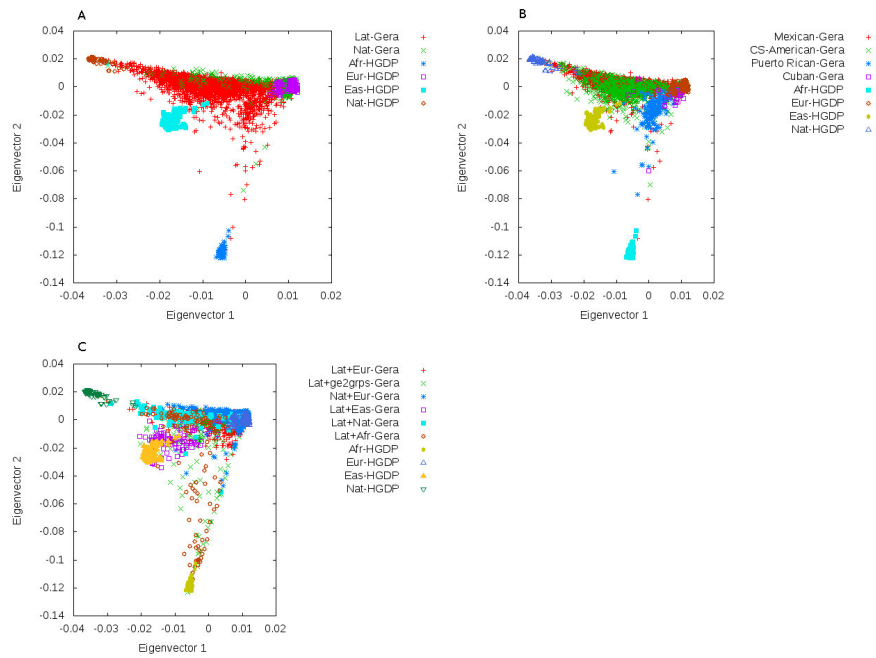 A
Lat-Gera
Nat-Gera
Afr-HGDP
Eur-HGDP
Eas-HGDP
Nat-HGDP
0.04
0.02
0
-0.02
-0.04
-0.06
-0.08
-0.1
-0.12
-0.14
Eigenvector 2
-0.04 -0.03 -0.02 -0.01 0 0.01 0.02
Eigenvector 1
B
Mexican-Gera
CS-American-Gera
Puerto Rican-Gera
Cuban-Gera
Afr-HGDP
Eur-HGDP
Eas-HGDP
Nat-HGDP
0.04
0.02
0
-0.02
-0.04
-0.06
-0.08
-0.1
-0.12
-0.14
Eigenvector 2
-0.04 -0.03 -0.02 -0.01 0 0.01 0.02
Eigenvector 1
C
Lat+Eur-Gera
Lat+ge2grps-Gera
Nat+Eur-Gera
Lat+Eas-Gera
Lat+Nat-Gera
Lat+Afr-Gera
Afr-HGDP
Eur-HGDP
Eas-HGDP
Nat-HGDP
0.04
0.02
0
-0.02
-0.04
-0.06
-0.08
-0.1
-0.12
-0.14
Eigenvector 2
-0.04 -0.03 -0.02 -0.01 0 0.01 0.02
Eigenvector 1